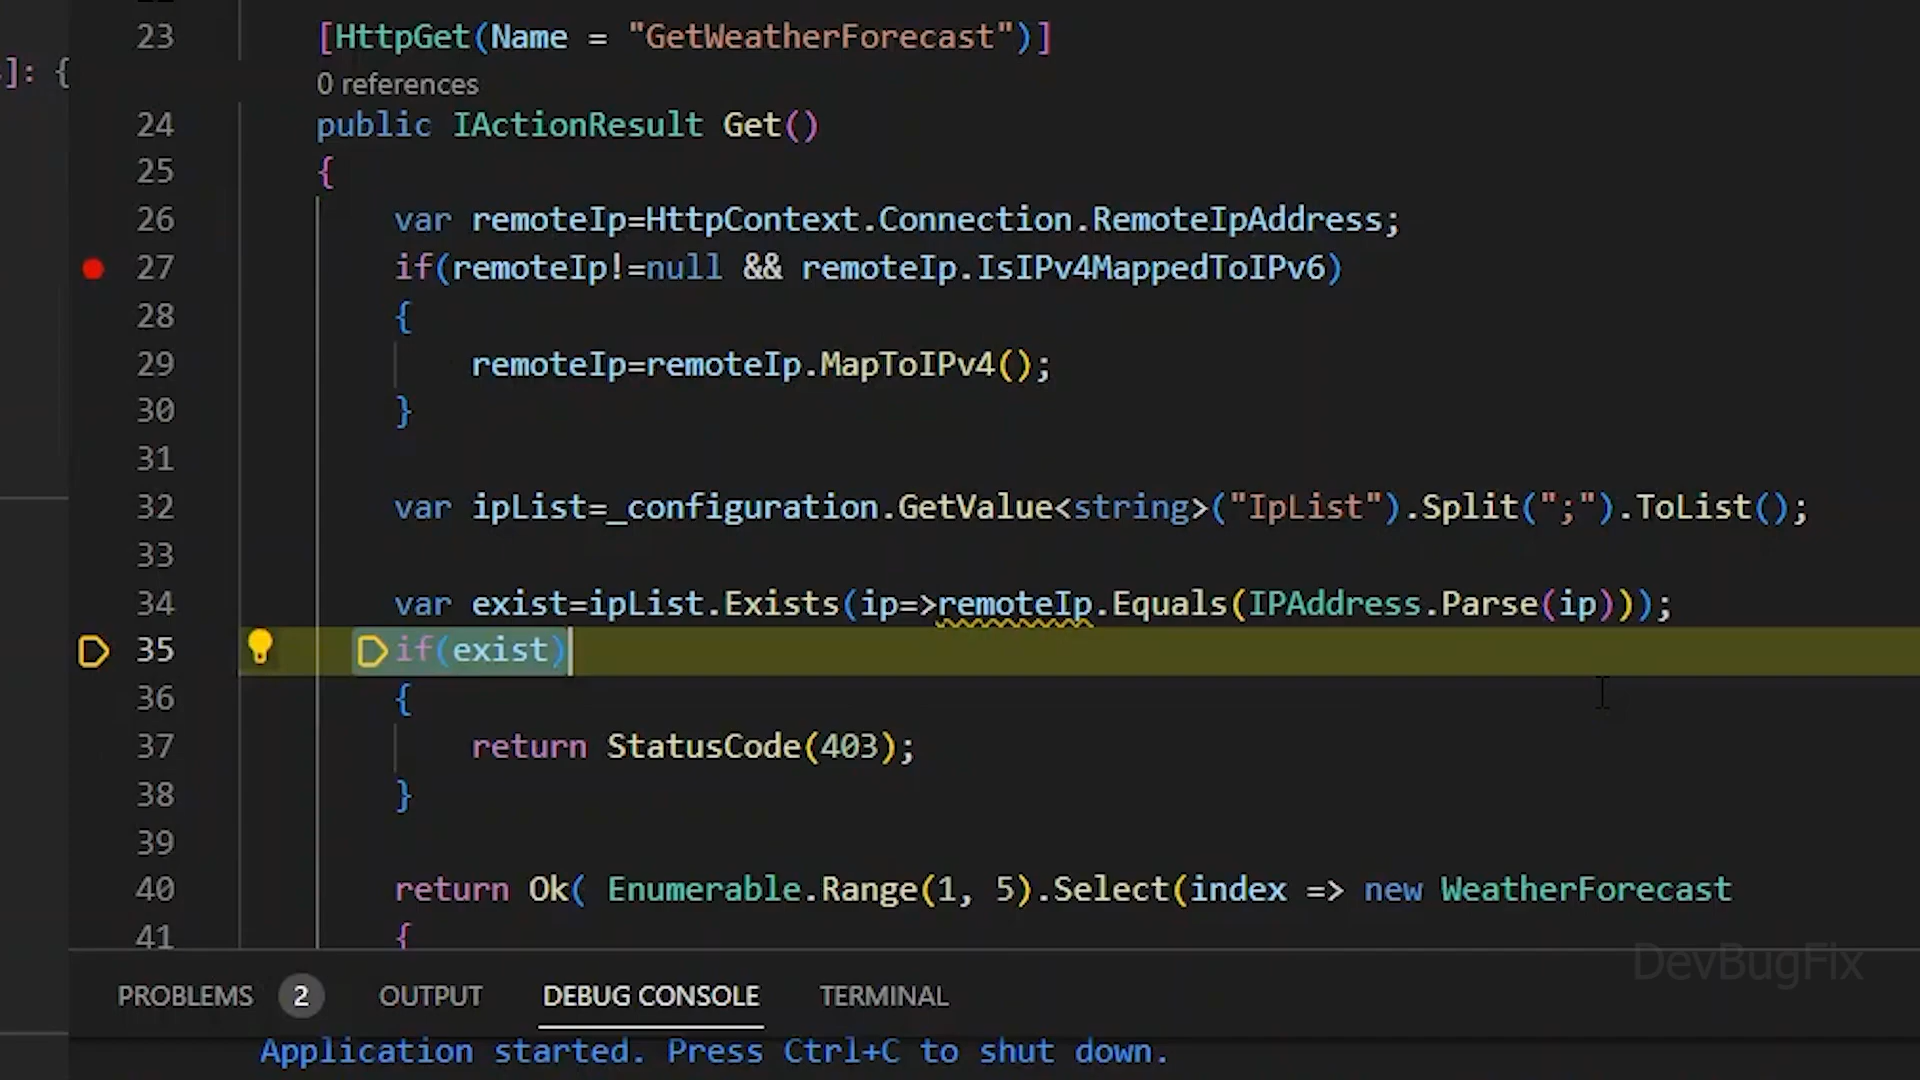 23 [HttpGet(Name = "GetWeatherForecast")]
]: {
0 references
24 public IActionResult Get()
25 {
26 var remoteIp=HttpContext.Connection.RemoteIpAddress;
27 if(remoteIp!=null && remoteIp.IsIPv4MappedToIPv6)
28 {
29 remoteIp=remoteIp.MapToIPv4();
30 }
31
32 var ipList=_configuration.GetValue<string>("IpList").Split(";").ToList();
33
34 var exist=ipList.Exists(ip=>remoteIp.Equals(IPAddress.Parse(ip)));
35 if(exist)
36 {
37 return StatusCode(403);
38 }
39
40 return Ok( Enumerable.Range(1, 5).Select(index => new WeatherForecast
41 {
DevBugFix
PROBLEMS 2 OUTPUT DEBUG CONSOLE TERMINAL
Application started. Press Ctrl+C to shut down.